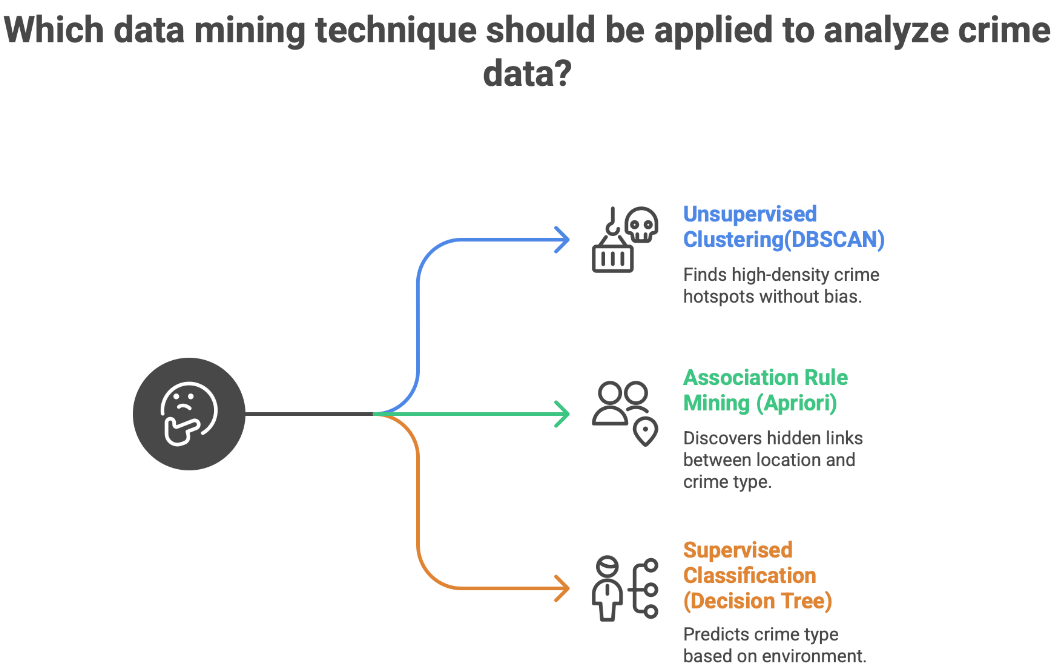 Which data mining technique should be applied to analyze crime
data?
Unsupervised
Clustering(DBSCAN)
Finds high-density crime
hotspots without bias.
Association Rule
Mining (Apriori)
Discovers hidden links
between location and
crime type.
Supervised
Classification
(Decision Tree)
Predicts crime type
based on environment.